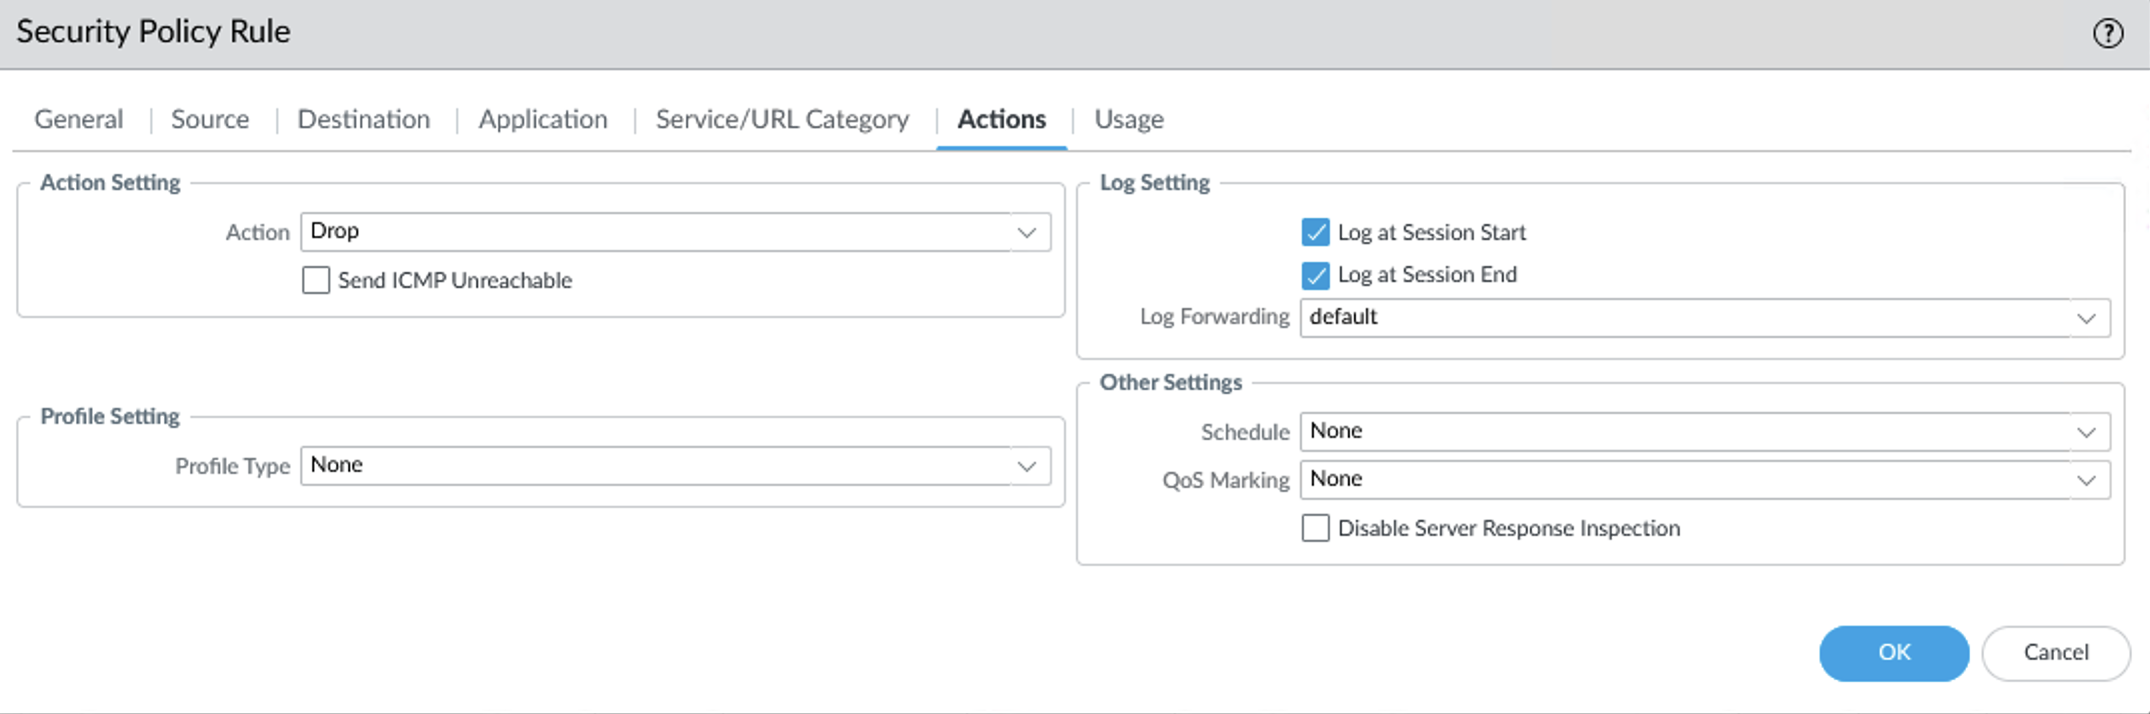 Security Policy Rule
?
General
Source
Destination
Application
Service/URL Category
Actions
Usage
Action Setting
Action
Drop
Send ICMP Unreachable
Profile Setting
Profile Type
None
Log Setting
Log at Session Start
Log at Session End
Log Forwarding
default
Other Settings
Schedule
None
QoS Marking
None
Disable Server Response Inspection
OK
Cancel